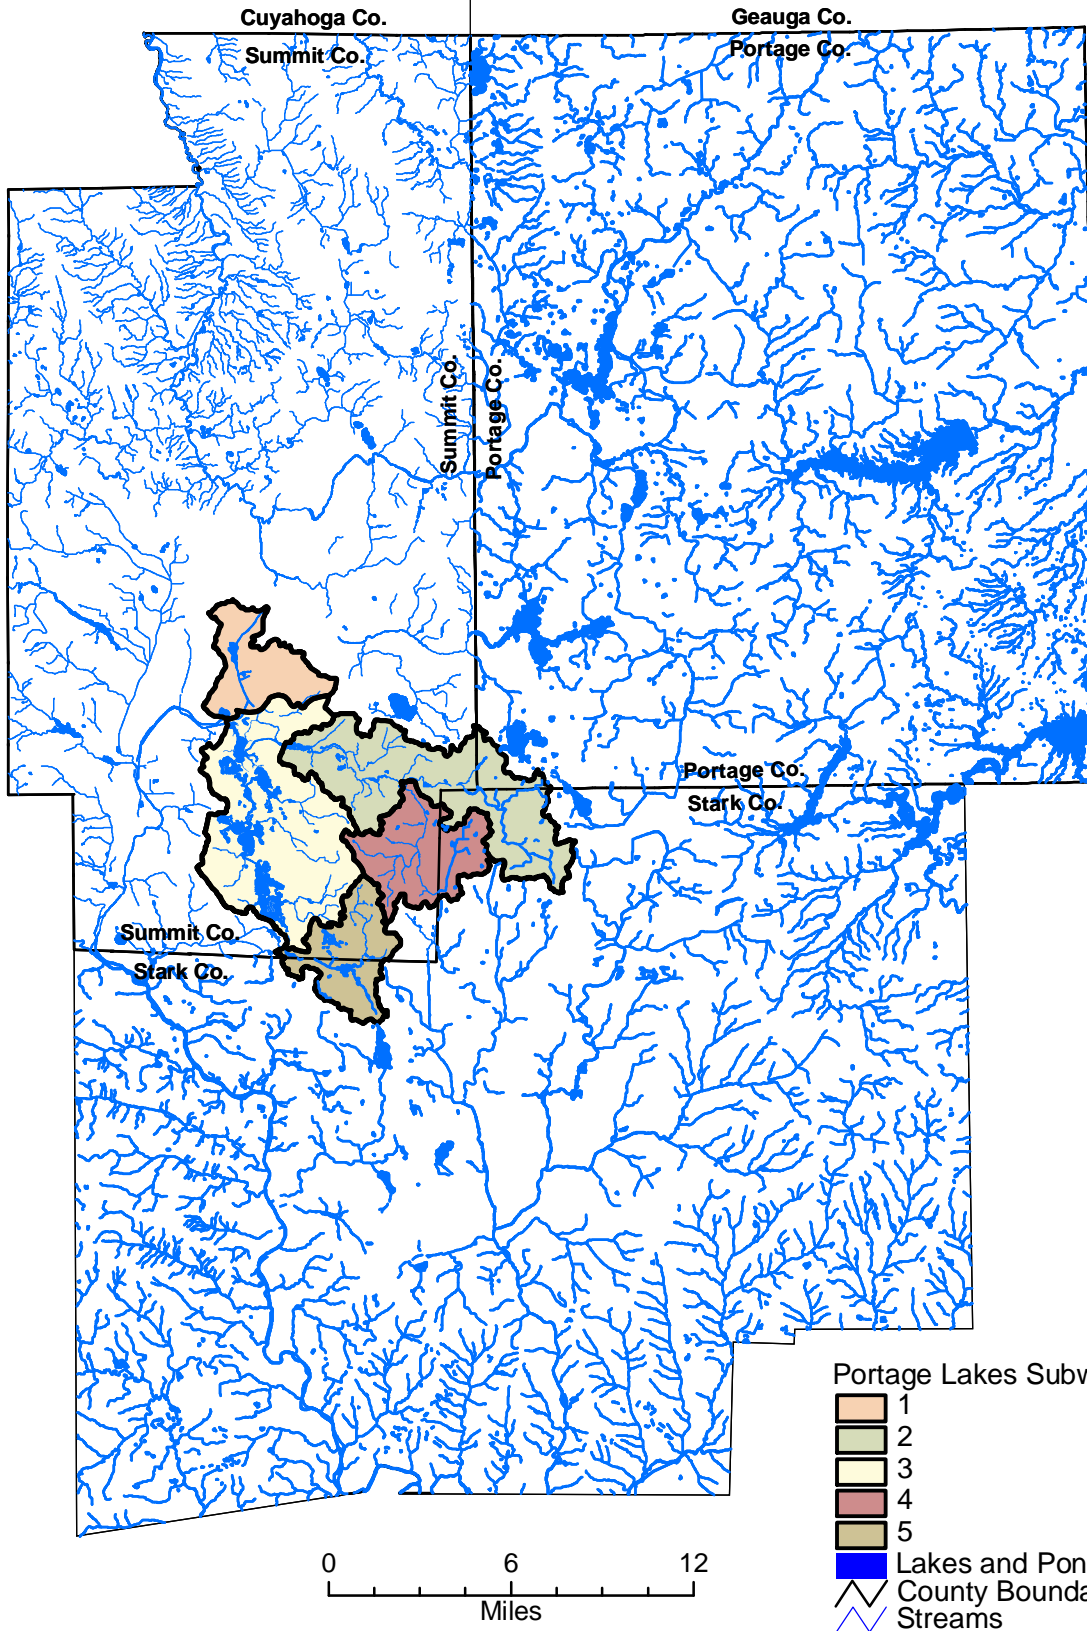 Cuyahoga Co.
Geauga Co.
Summit Co.
Portage Co.
Summit Co.
Portage Co.
Portage Co.
Stark Co.
Summit Co.
Stark Co.
Portage Lakes Subw
1
2
3
4
5
Lakes and Pon
County Bounda
Streams
0 6 12
Miles